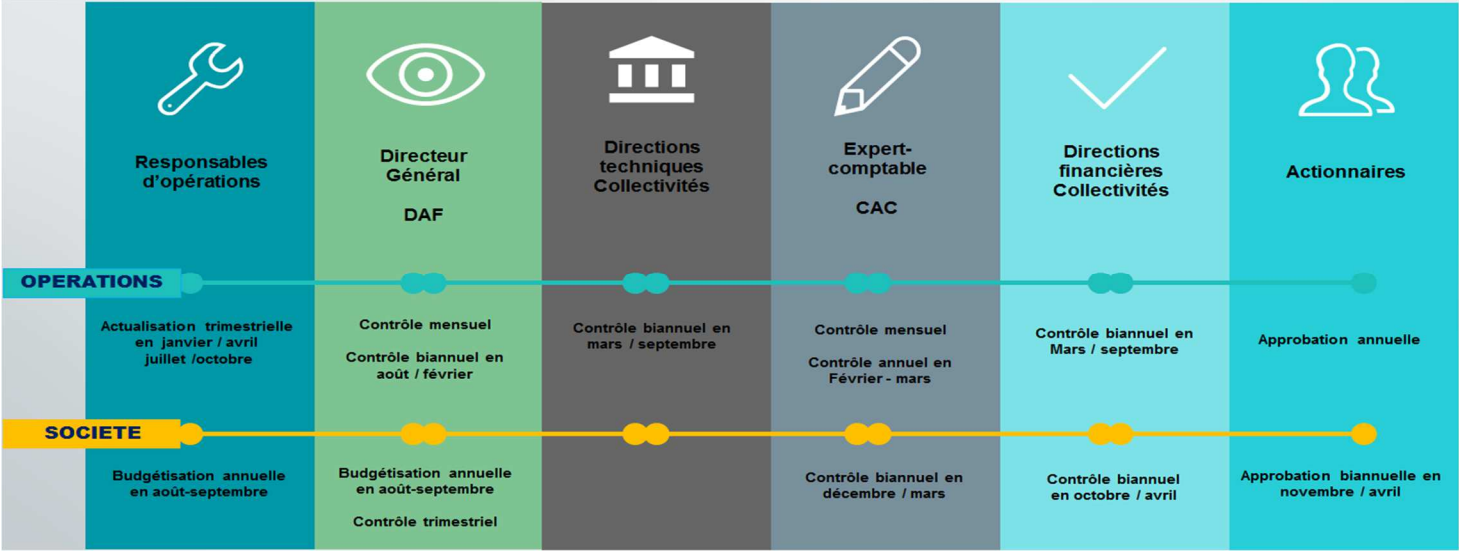 Responsables
d'opérations
Directeur
Général
DAF
Directions
techniques
Collectivités
Expert-
comptable
CAC
Directions
financières
Collectivités
Actionnaires
OPERATIONS
Actualisation trimestrielle
en janvier / avril
juillet /octobre
Contrôle mensuel
Contrôle biannuel en
août / février
Contrôle biannuel en
mars / septembre
Contrôle mensuel
Contrôle annuel en
Février - mars
Contrôle biannuel en
Mars / septembre
Approbation annuelle
SOCIETE
Budgétisation annuelle
en août-septembre
Budgétisation annuelle
en août-septembre
Contrôle trimestriel
Contrôle biannuel en
décembre / mars
Contrôle biannuel
en octobre / avril
Approbation biannuelle en
novembre / avril